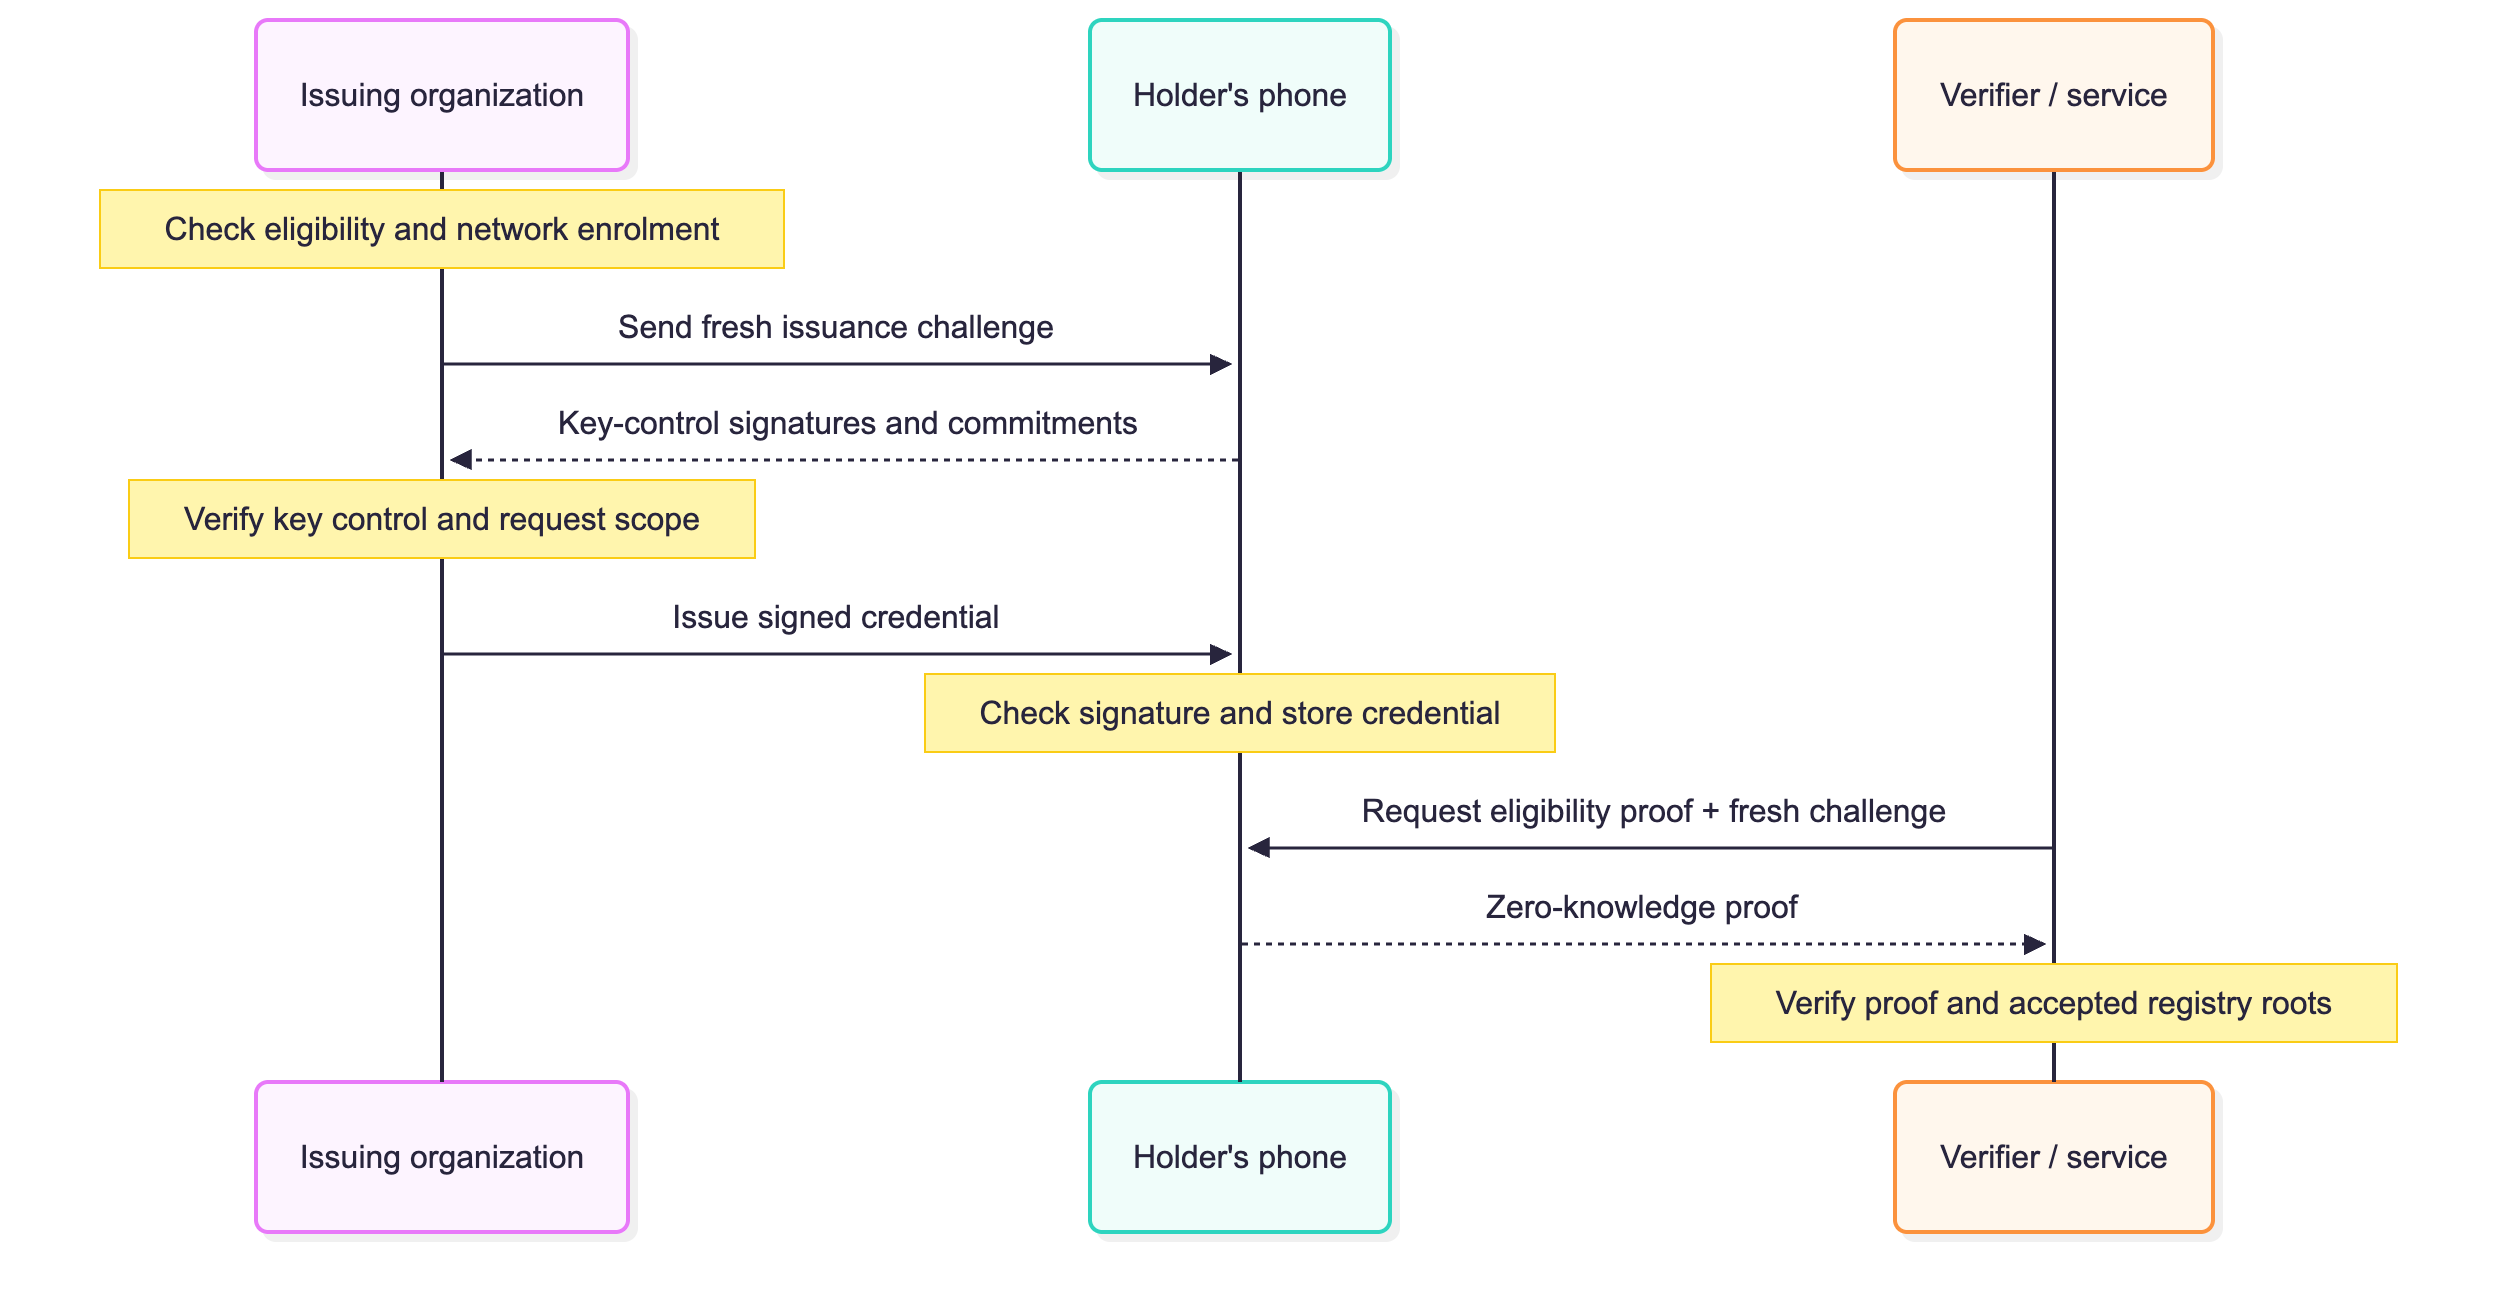 Issuing organization
Holder's phone
Verifier / service
Check eligibility and network enrolment
Send fresh issuance challenge
Key-control signatures and commitments
Verify key control and request scope
Issue signed credential
Check signature and store credential
Request eligibility proof + fresh challenge
Zero-knowledge proof
Verify proof and accepted registry roots
Issuing organization
Holder's phone
Verifier / service